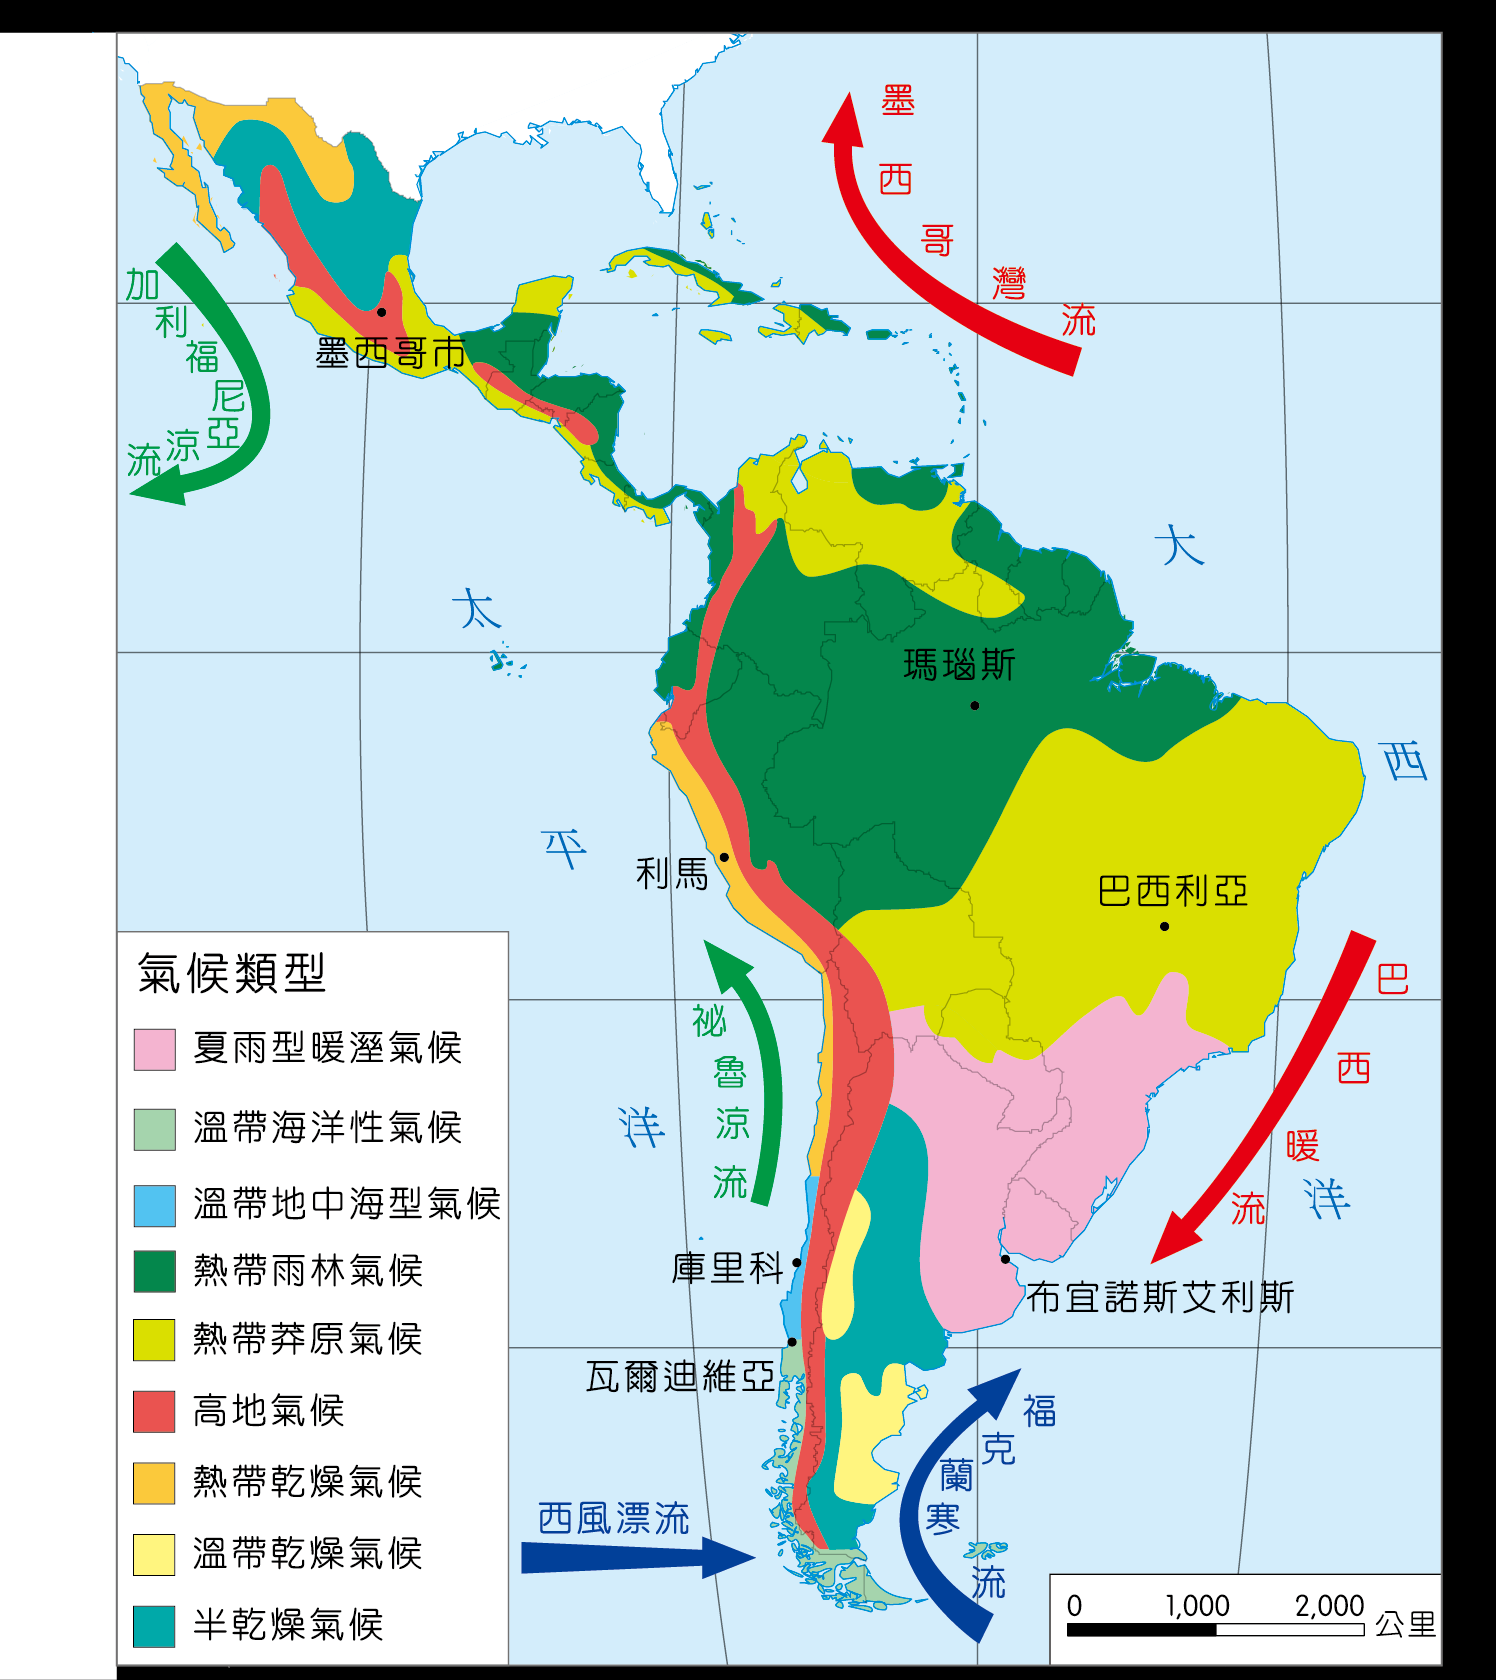 墨西哥灣流
加利福尼亞涼流
墨西哥市
大西洋
太平洋
瑪瑙斯
利馬
巴西利亞
祕魯涼流
巴西暖流
庫里科
布宜諾斯艾利斯
瓦爾迪維亞
西風漂流
福克蘭寒流
氣候類型
夏雨型暖溼氣候
溫帶海洋性氣候
溫帶地中海型氣候
熱帶雨林氣候
熱帶莽原氣候
高地氣候
熱帶乾燥氣候
溫帶乾燥氣候
半乾燥氣候
0 1,000 2,000 公里